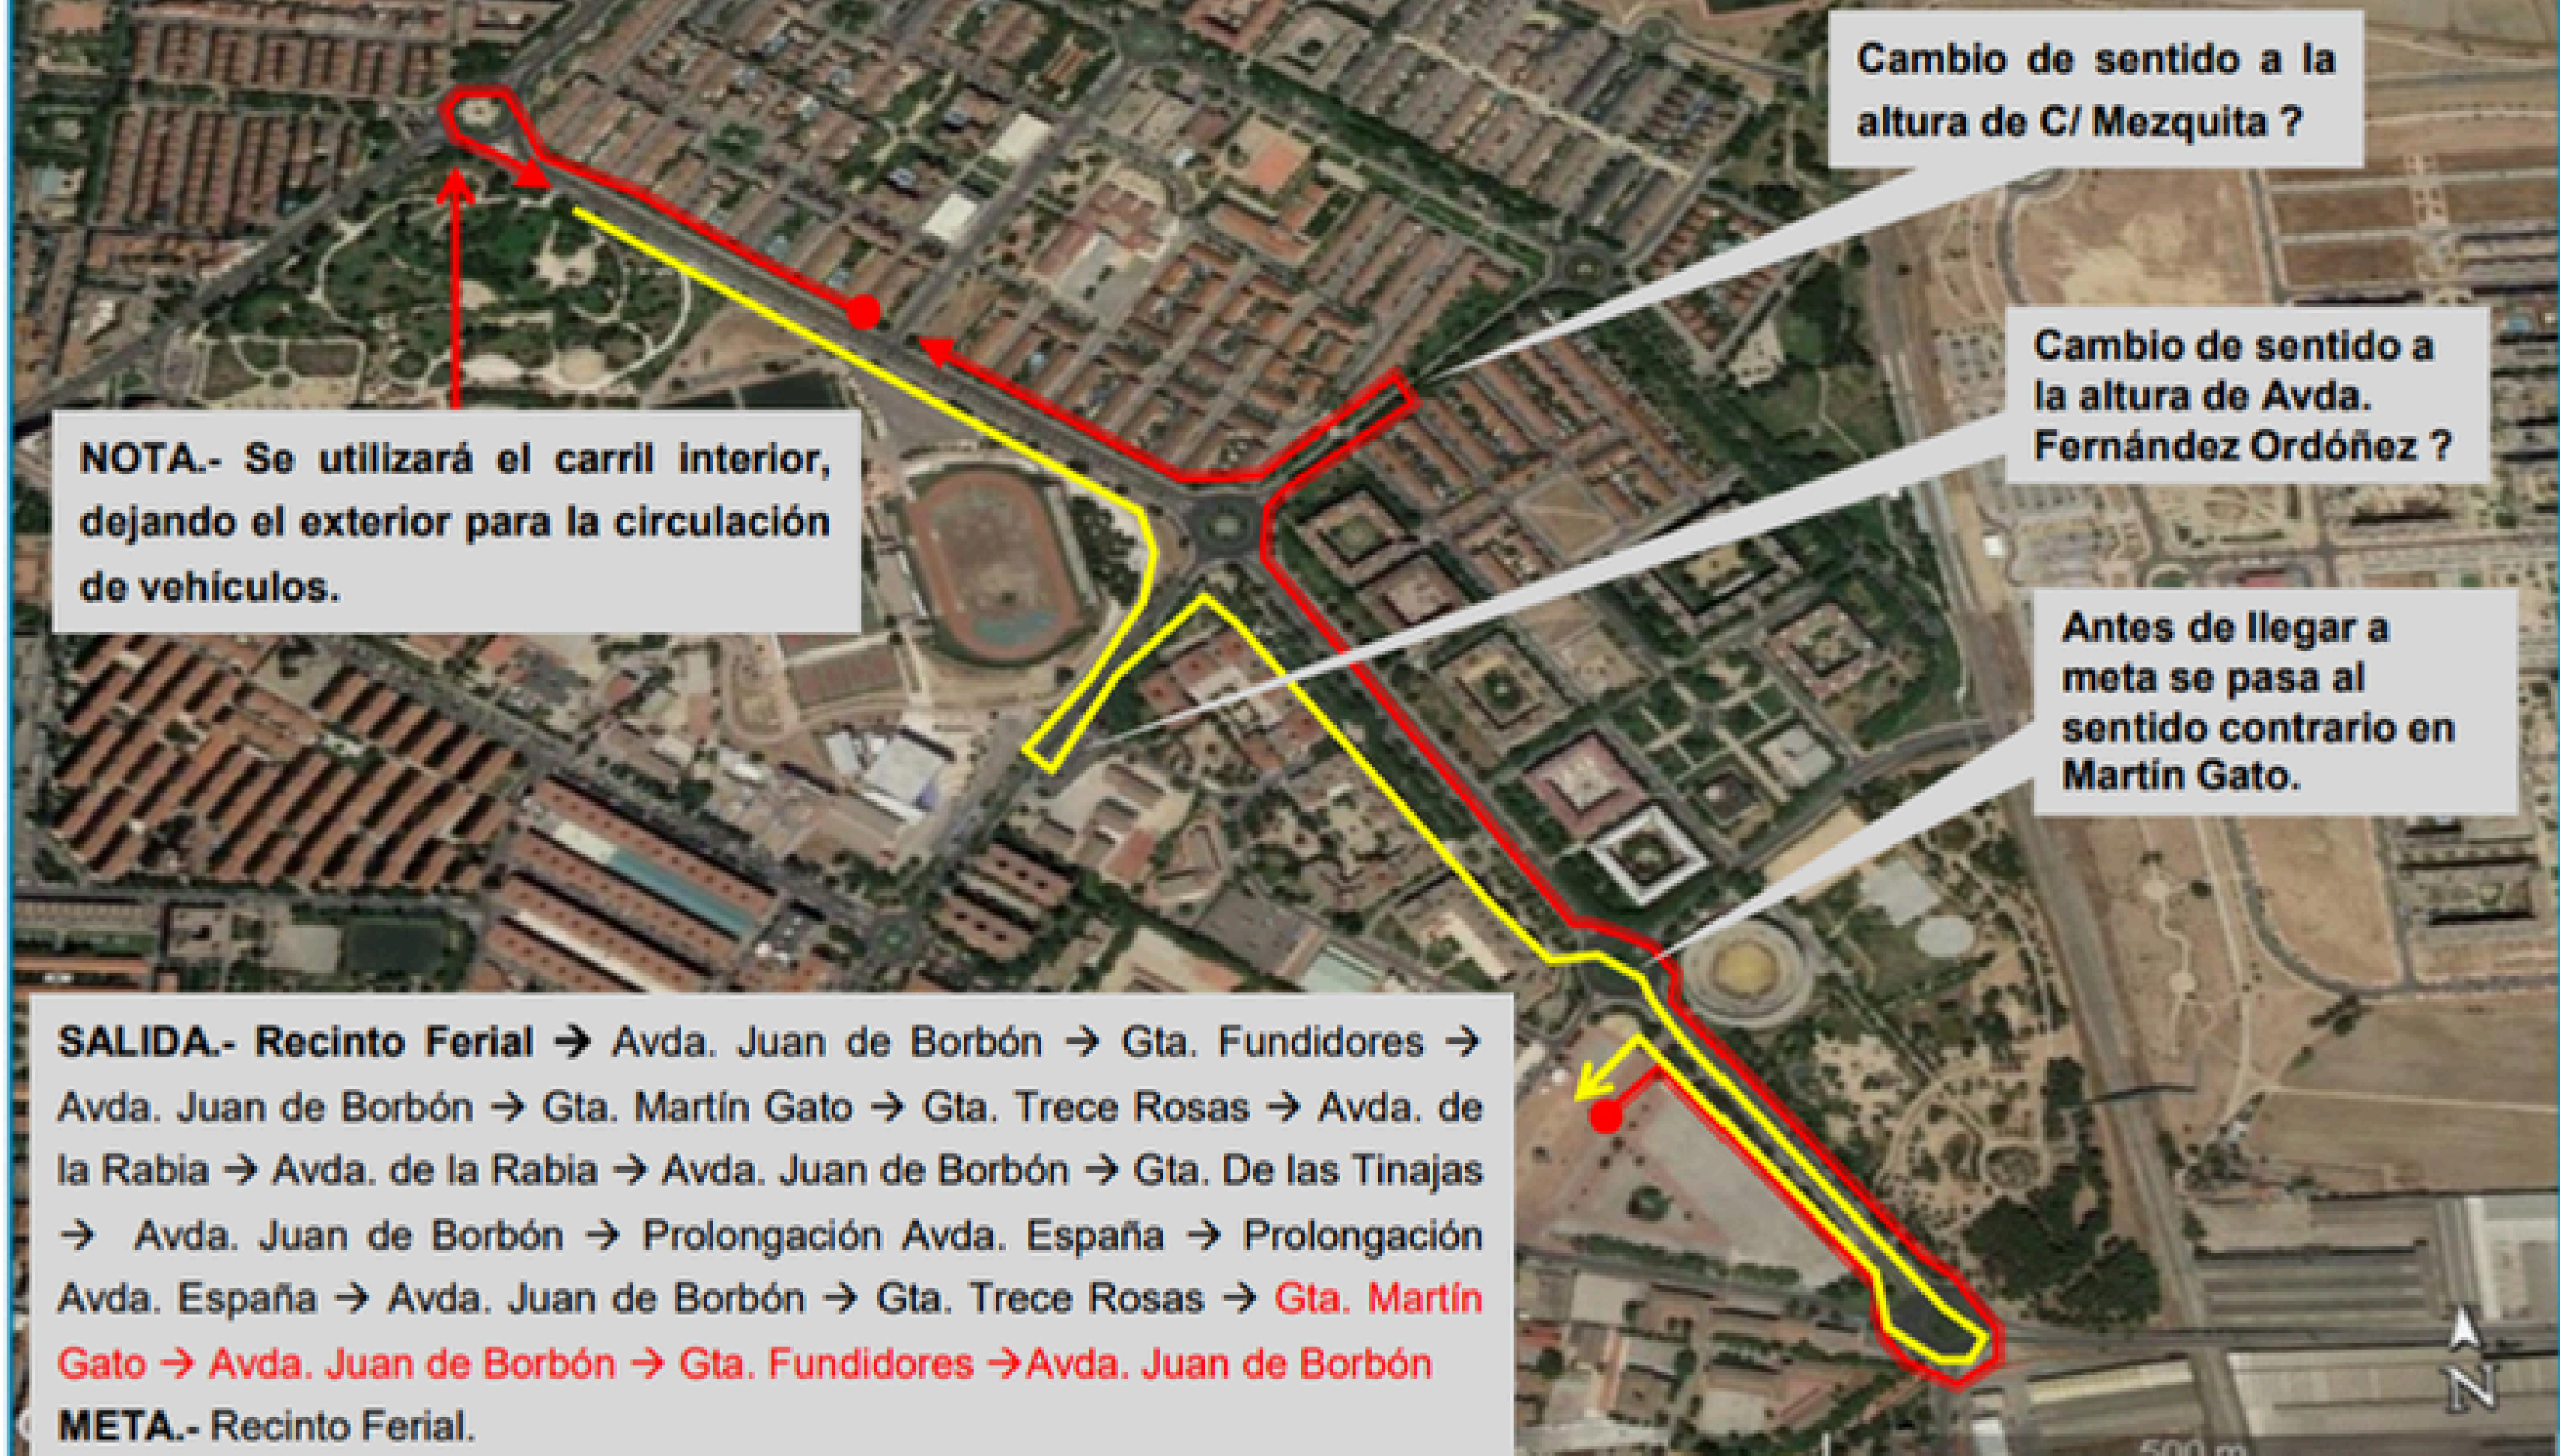 Cambio de sentido a la
altura de C/ Mezquita ?
Cambio de sentido a
la altura de Avda.
Fernández Ordóñez ?
NOTA.- Se utilizará el carril interior,
dejando el exterior para la circulación
de vehículos.
Antes de llegar a
meta se pasa al
sentido contrario en
Martín Gato.
SALIDA.- Recinto Ferial → Avda. Juan de Borbón → Gta. Fundidores →
Avda. Juan de Borbón → Gta. Martín Gato → Gta. Trece Rosas → Avda. de
la Rabia → Avda. de la Rabia → Avda. Juan de Borbón → Gta. De las Tinajas
→ Avda. Juan de Borbón → Prolongación Avda. España → Prolongación
Avda. España → Avda. Juan de Borbón → Gta. Trece Rosas → Gta. Martín
Gato → Avda. Juan de Borbón → Gta. Fundidores →Avda. Juan de Borbón
META.- Recinto Ferial.
N
500 m